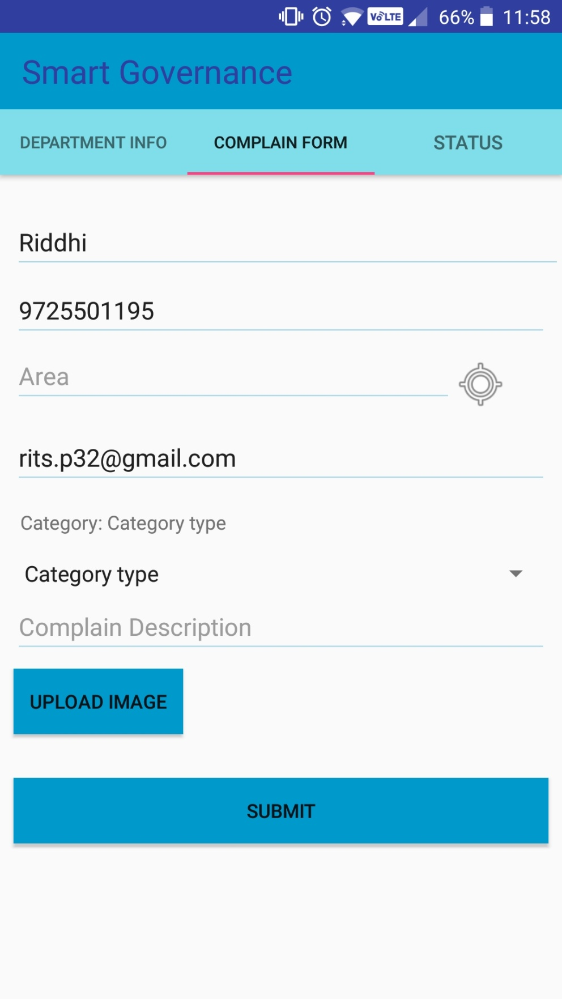 VoLTE 66% 11:58
Smart Governance
DEPARTMENT INFO COMPLAIN FORM STATUS
Riddhi
9725501195
Area
rits.p32@gmail.com
Category: Category type
Category type
Complain Description
UPLOAD IMAGE
SUBMIT